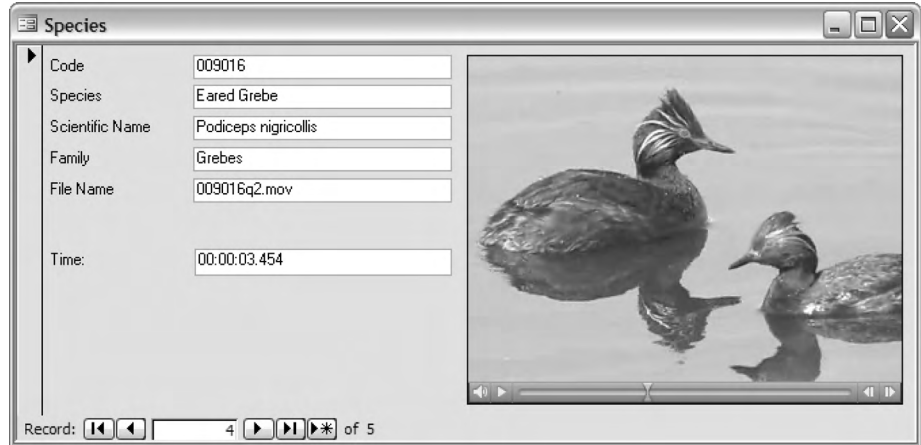 Species
Code 009016
Species Eared Grebe
Scientific Name Podiceps nigricollis
Family Grebes
File Name 009016q2.mov
Time: 00:00:03.454
Record: 4 of 5